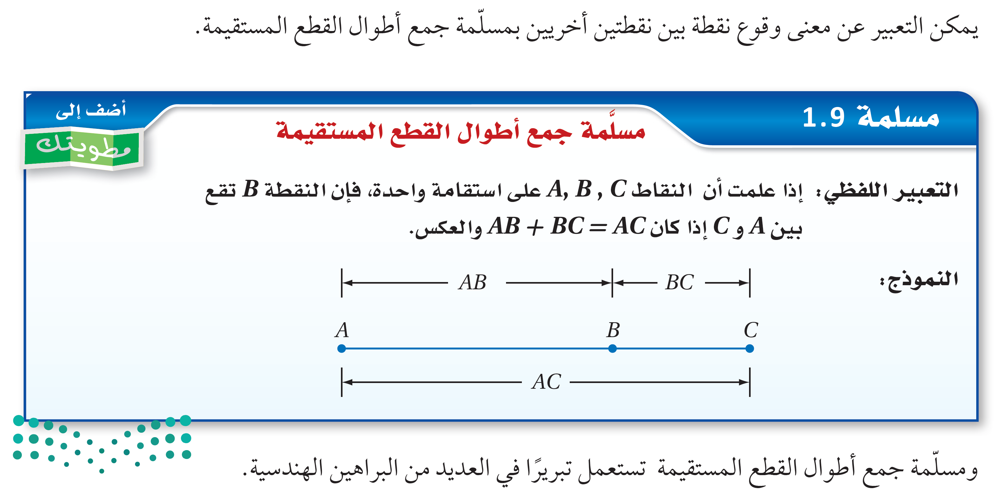 يمكن التعبير عن معنى وقوع نقطة بين نقطتين أخريين بمسلّمة جمع أطوال القطع المستقيمة.
مسلمة 1.9
مسلَّمة جمع أطوال القطع المستقيمة
أضف إلى
مطويتك
التعبير اللفظي: إذا علمت أن النقاط A, B , C على استقامة واحدة، فإن النقطة B تقع
بين A و C إذا كان AB + BC = AC والعكس.
النموذج:
AB BC
A B C
AC
ومسلّمة جمع أطوال القطع المستقيمة تستعمل تبريرًا في العديد من البراهين الهندسية.